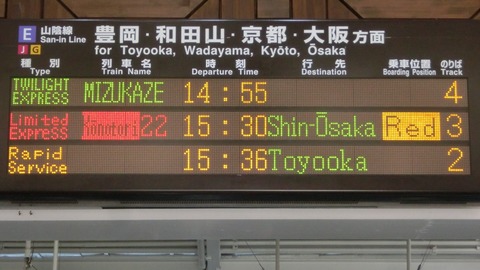 E 山陰線 豊岡・和田山・京都・大阪 方面
J G San-in Line for Toyooka, Wadayama, Kyōto, Ōsaka
種別 列車名 時刻 行先 乗車位置 のりば
Type Train Name Departure Time Destination Boarding Position Track
TWILIGHT EXPRESS MIZUKAZE 14:55 4
Limited Express Konotori 22 15:30 Shin-Ōsaka Red 3
Rapid Service 15:36 Toyooka 2